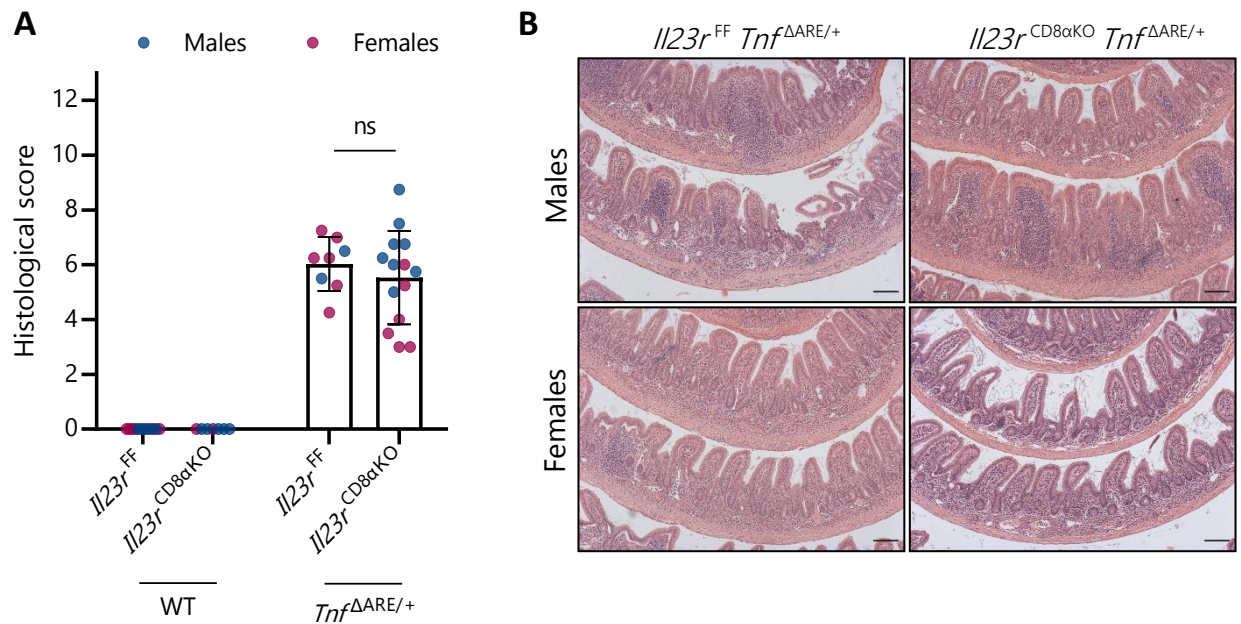 A
Males Females
Histological score
12
10
8
6
4
2
0
ns
Il23r FF
Il23r CD8αKO
Il23r FF
Il23r CD8αKO
WT
Tnf ΔARE/+
B
Il23r FF Tnf ΔARE/+
Il23r CD8αKO Tnf ΔARE/+
Males
Females